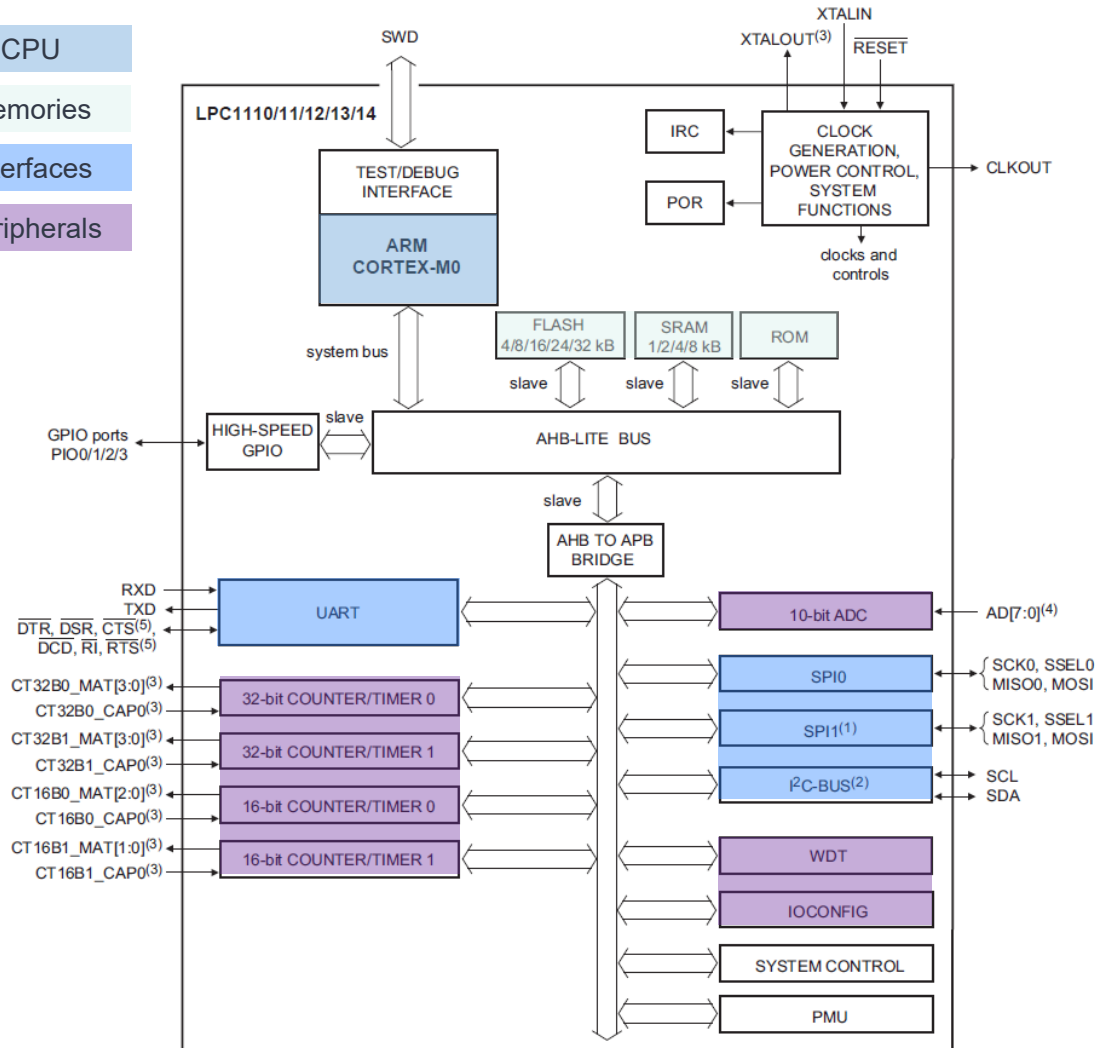 CPU
emories
erfaces
ripherals
XTALIN
XTALOUT(3)
RESET
SWD
LPC1110/11/12/13/14
IRC
POR
CLOCK
GENERATION,
POWER CONTROL,
SYSTEM
FUNCTIONS
CLKOUT
clocks and
controls
TEST/DEBUG
INTERFACE
ARM
CORTEX-M0
system bus
FLASH
4/8/16/24/32 kB
SRAM
1/2/4/8 kB
ROM
slave
slave
slave
GPIO ports
PIO0/1/2/3
HIGH-SPEED
GPIO
slave
AHB-LITE BUS
slave
AHB TO APB
BRIDGE
RXD
TXD
DTR, DSR, CTS(5),
DCD, RI, RTS(5)
UART
10-bit ADC
AD[7:0](4)
CT32B0_MAT[3:0](3)
CT32B0_CAP0(3)
32-bit COUNTER/TIMER 0
SPI0
SCK0, SSEL0
MISO0, MOSI
CT32B1_MAT[3:0](3)
CT32B1_CAP0(3)
32-bit COUNTER/TIMER 1
SPI1(1)
SCK1, SSEL1
MISO1, MOSI
CT16B0_MAT[2:0](3)
CT16B0_CAP0(3)
16-bit COUNTER/TIMER 0
I2C-BUS(2)
SCL
SDA
CT16B1_MAT[1:0](3)
CT16B1_CAP0(3)
16-bit COUNTER/TIMER 1
WDT
IOCONFIG
SYSTEM CONTROL
PMU